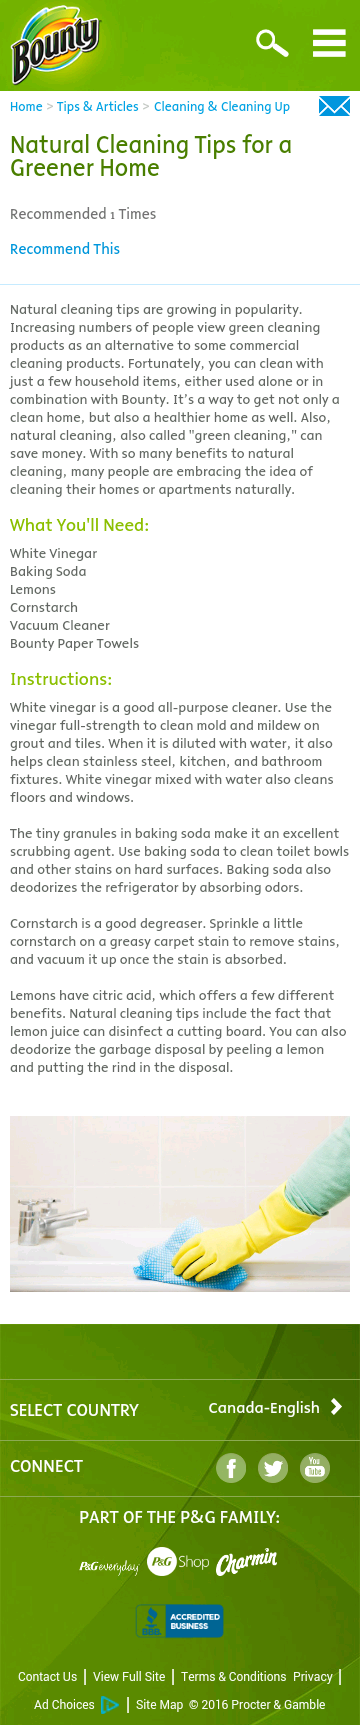 Bounty
Home > Tips & Articles > Cleaning & Cleaning Up
Natural Cleaning Tips for a
Greener Home
Recommended 1 Times
Recommend This
Natural cleaning tips are growing in popularity.
Increasing numbers of people view green cleaning
products as an alternative to some commercial
cleaning products. Fortunately, you can clean with
just a few household items, either used alone or in
combination with Bounty. It's a way to get not only a
clean home, but also a healthier home as well. Also,
natural cleaning, also called "green cleaning," can
save money. With so many benefits to natural
cleaning, many people are embracing the idea of
cleaning their homes or apartments naturally.
What You'll Need:
White Vinegar
Baking Soda
Lemons
Cornstarch
Vacuum Cleaner
Bounty Paper Towels
Instructions:
White vinegar is a good all-purpose cleaner. Use the
vinegar full-strength to clean mold and mildew on
grout and tiles. When it is diluted with water, it also
helps clean stainless steel, kitchen, and bathroom
fixtures. White vinegar mixed with water also cleans
floors and windows.
The tiny granules in baking soda make it an excellent
scrubbing agent. Use baking soda to clean toilet bowls
and other stains on hard surfaces. Baking soda also
deodorizes the refrigerator by absorbing odors.
Cornstarch is a good degreaser. Sprinkle a little
cornstarch on a greasy carpet stain to remove stains,
and vacuum it up once the stain is absorbed.
Lemons have citric acid, which offers a few different
benefits. Natural cleaning tips include the fact that
lemon juice can disinfect a cutting board. You can also
deodorize the garbage disposal by peeling a lemon
and putting the rind in the disposal.
SELECT COUNTRY Canada-English
CONNECT f You Tube
PART OF THE P&G FAMILY:
P&G everyday P&G Shop Charmin
BBB ACCREDITED BUSINESS
Contact Us | View Full Site | Terms & Conditions Privacy |
Ad Choices | Site Map © 2016 Procter & Gamble